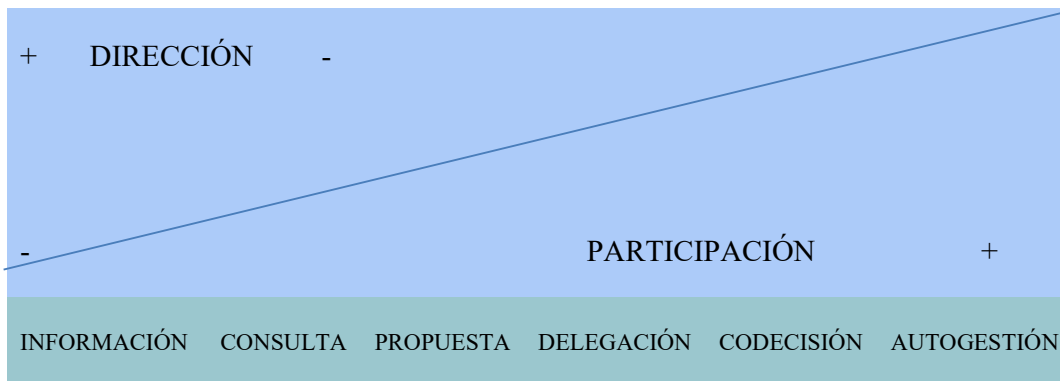 + DIRECCIÓN -
- PARTICIPACIÓN +
INFORMACIÓN CONSULTA PROPUESTA DELEGACIÓN CODECISIÓN AUTOGESTIÓN